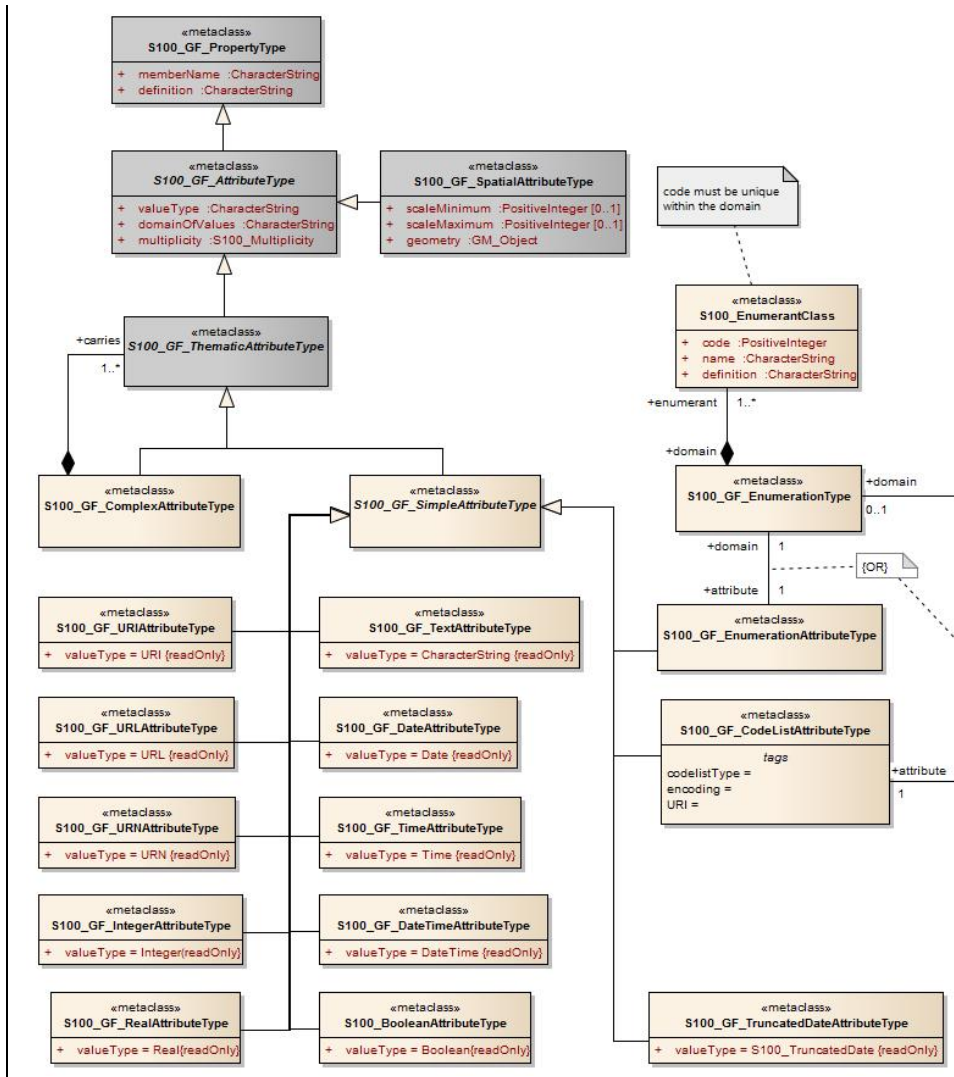 «metaclass»
S100_GF_PropertyType
+ memberName :CharacterString
+ definition :CharacterString
«metaclass»
S100_GF_AttributeType
+ valueType :CharacterString
+ domainOfValues :CharacterString
+ multiplicity :S100_Multiplicity
«metaclass»
S100_GF_SpatialAttributeType
+ scaleMinimum :PositiveInteger [0..1]
+ scaleMaximum :PositiveInteger [0..1]
+ geometry :GM_Object
code must be unique
within the domain
«metaclass»
S100_GF_ThematicAttributeType
+carries
1..*
«metaclass»
S100_EnumerantClass
+ code :PositiveInteger
+ name :CharacterString
+ definition :CharacterString
+enumerant
1..*
+domain
«metaclass»
S100_GF_ComplexAttributeType
«metaclass»
S100_GF_SimpleAttributeType
«metaclass»
S100_GF_EnumerationType
+domain
0..1
+domain
1
{OR}
+attribute
1
«metaclass»
S100_GF_EnumerationAttributeType
«metaclass»
S100_GF_URIAttributeType
+ valueType = URI {readOnly}
«metaclass»
S100_GF_TextAttributeType
+ valueType = CharacterString {readOnly}
«metaclass»
S100_GF_URLAttributeType
+ valueType = URL {readOnly}
«metaclass»
S100_GF_DateAttributeType
+ valueType = Date {readOnly}
«metaclass»
S100_GF_CodeListAttributeType
tags
codelistType =
encoding =
URI =
+attribute
1
«metaclass»
S100_GF_URNAttributeType
+ valueType = URN {readOnly}
«metaclass»
S100_GF_TimeAttributeType
+ valueType = Time {readOnly}
«metaclass»
S100_GF_IntegerAttributeType
+ valueType = Integer(readOnly}
«metaclass»
S100_GF_DateTimeAttributeType
+ valueType = DateTime {readOnly}
«metaclass»
S100_GF_RealAttributeType
+ valueType = Real{readOnly}
«metaclass»
S100_BooleanAttributeType
+ valueType = Boolean{readOnly}
«metaclass»
S100_GF_TruncatedDateAttributeType
+ valueType = S100_TruncatedDate {readOnly}